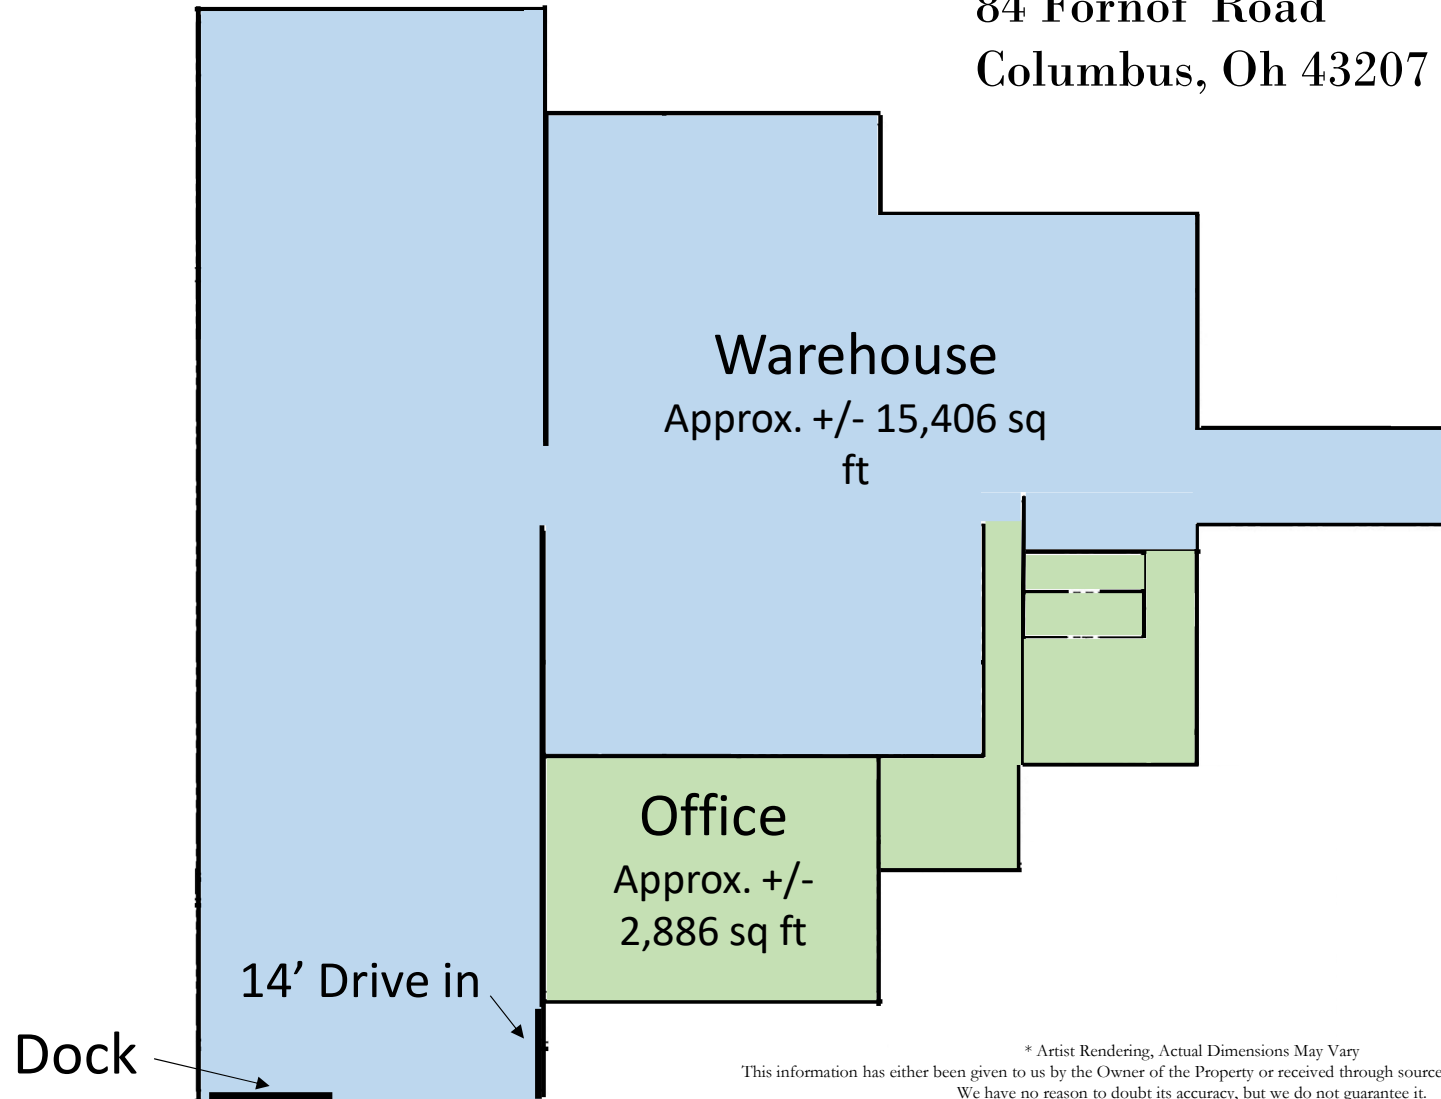 84 Fornof Road
Columbus, Oh 43207
Warehouse
Approx. +/- 15,406 sq
ft
Office
Approx. +/-
2,886 sq ft
14’ Drive in
Dock
* Artist Rendering, Actual Dimensions May Vary
This information has either been given to us by the Owner of the Property or received through source
We have no reason to doubt its accuracy, but we do not guarantee it.